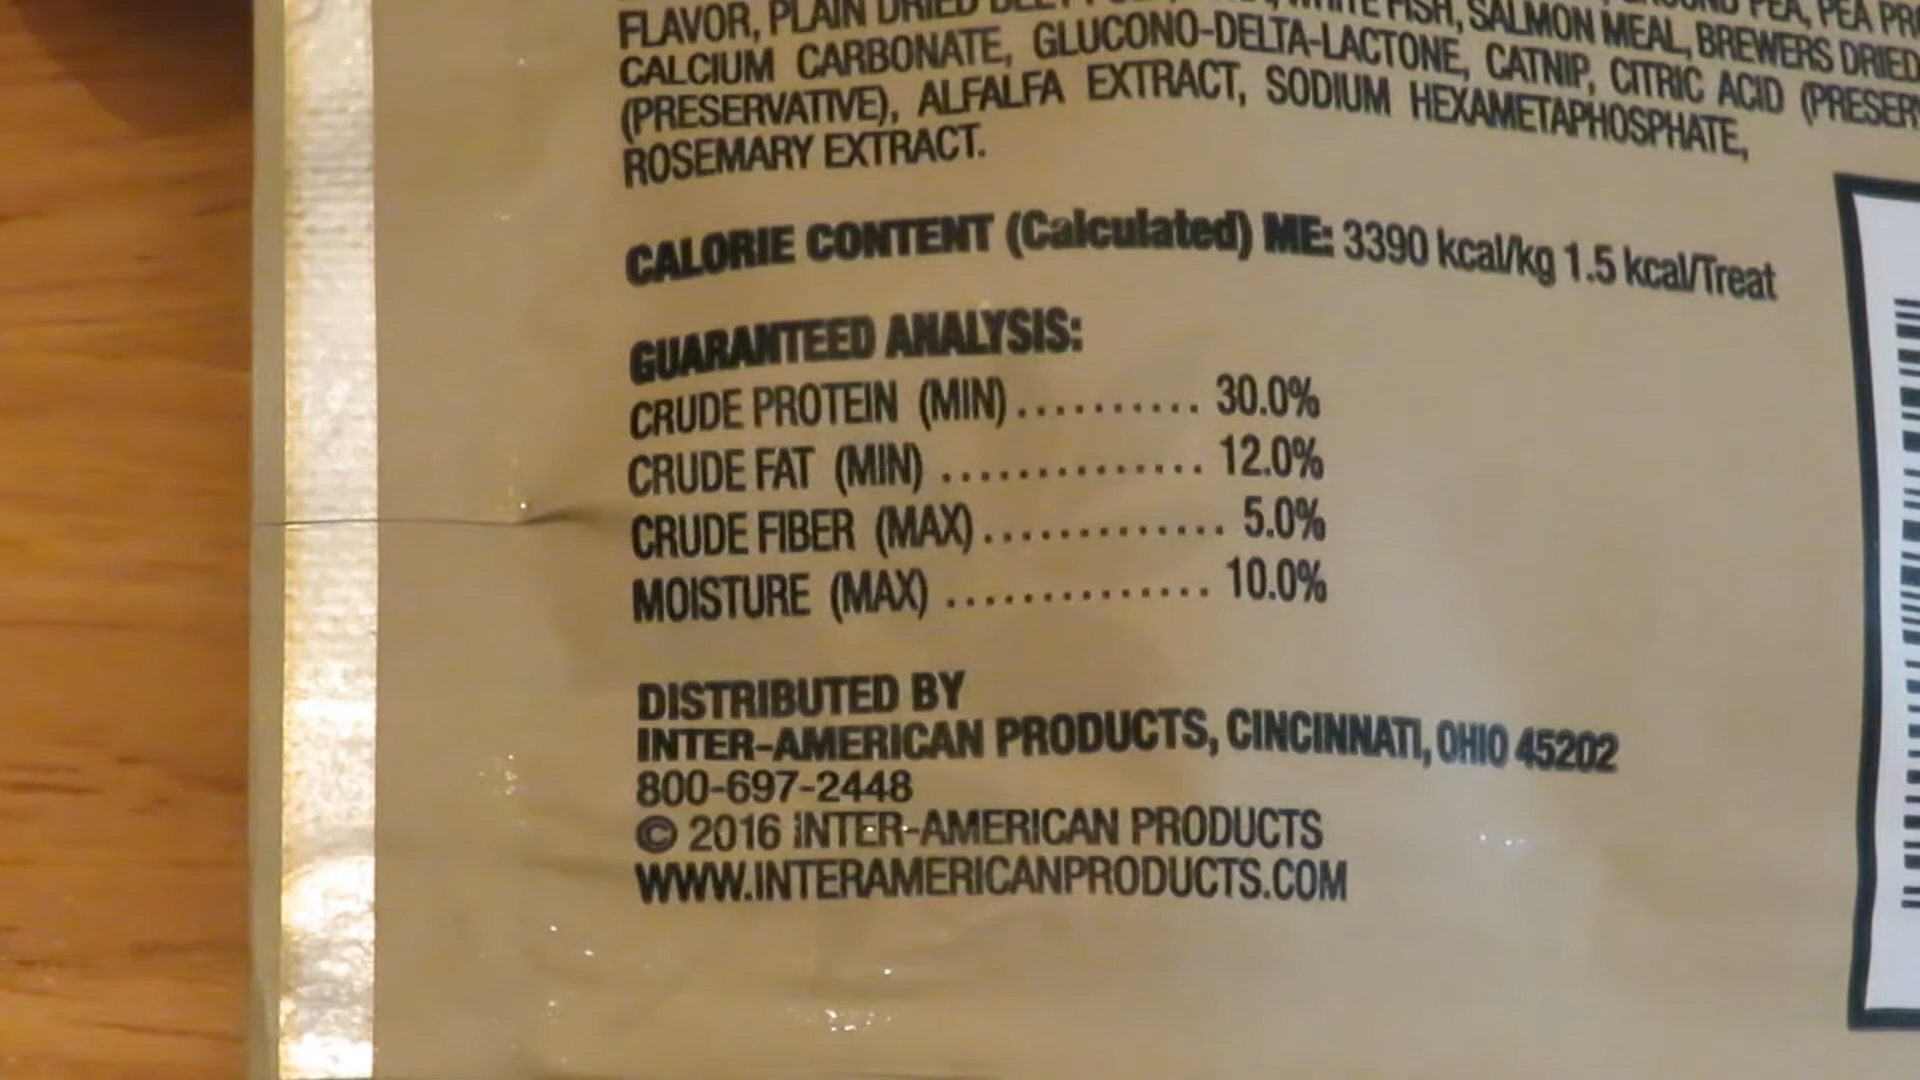 FLAVOR, PLAIN DRIED FISH, SALMON MEAL, BREWERS DRIED
CALCIUM CARBONATE, GLUCONO-DELTA-LACTONE, CATNIP, CITRIC ACID
(PRESERVATIVE), ALFALFA EXTRACT, SODIUM HEXAMETAPHOSPHATE,
ROSEMARY EXTRACT.
CALORIE CONTENT (Calculated) ME: 3390 kcal/kg 1.5 kcal/Treat
GUARANTEED ANALYSIS:
CRUDE PROTEIN (MIN) .......... 30.0%
CRUDE FAT (MIN) .............. 12.0%
CRUDE FIBER (MAX) ............. 5.0%
MOISTURE (MAX) .............. 10.0%
DISTRIBUTED BY
INTER-AMERICAN PRODUCTS, CINCINNATI, OHIO 45202
800-697-2448
© 2016 INTER-AMERICAN PRODUCTS
WWW.INTERAMERICANPRODUCTS.COM